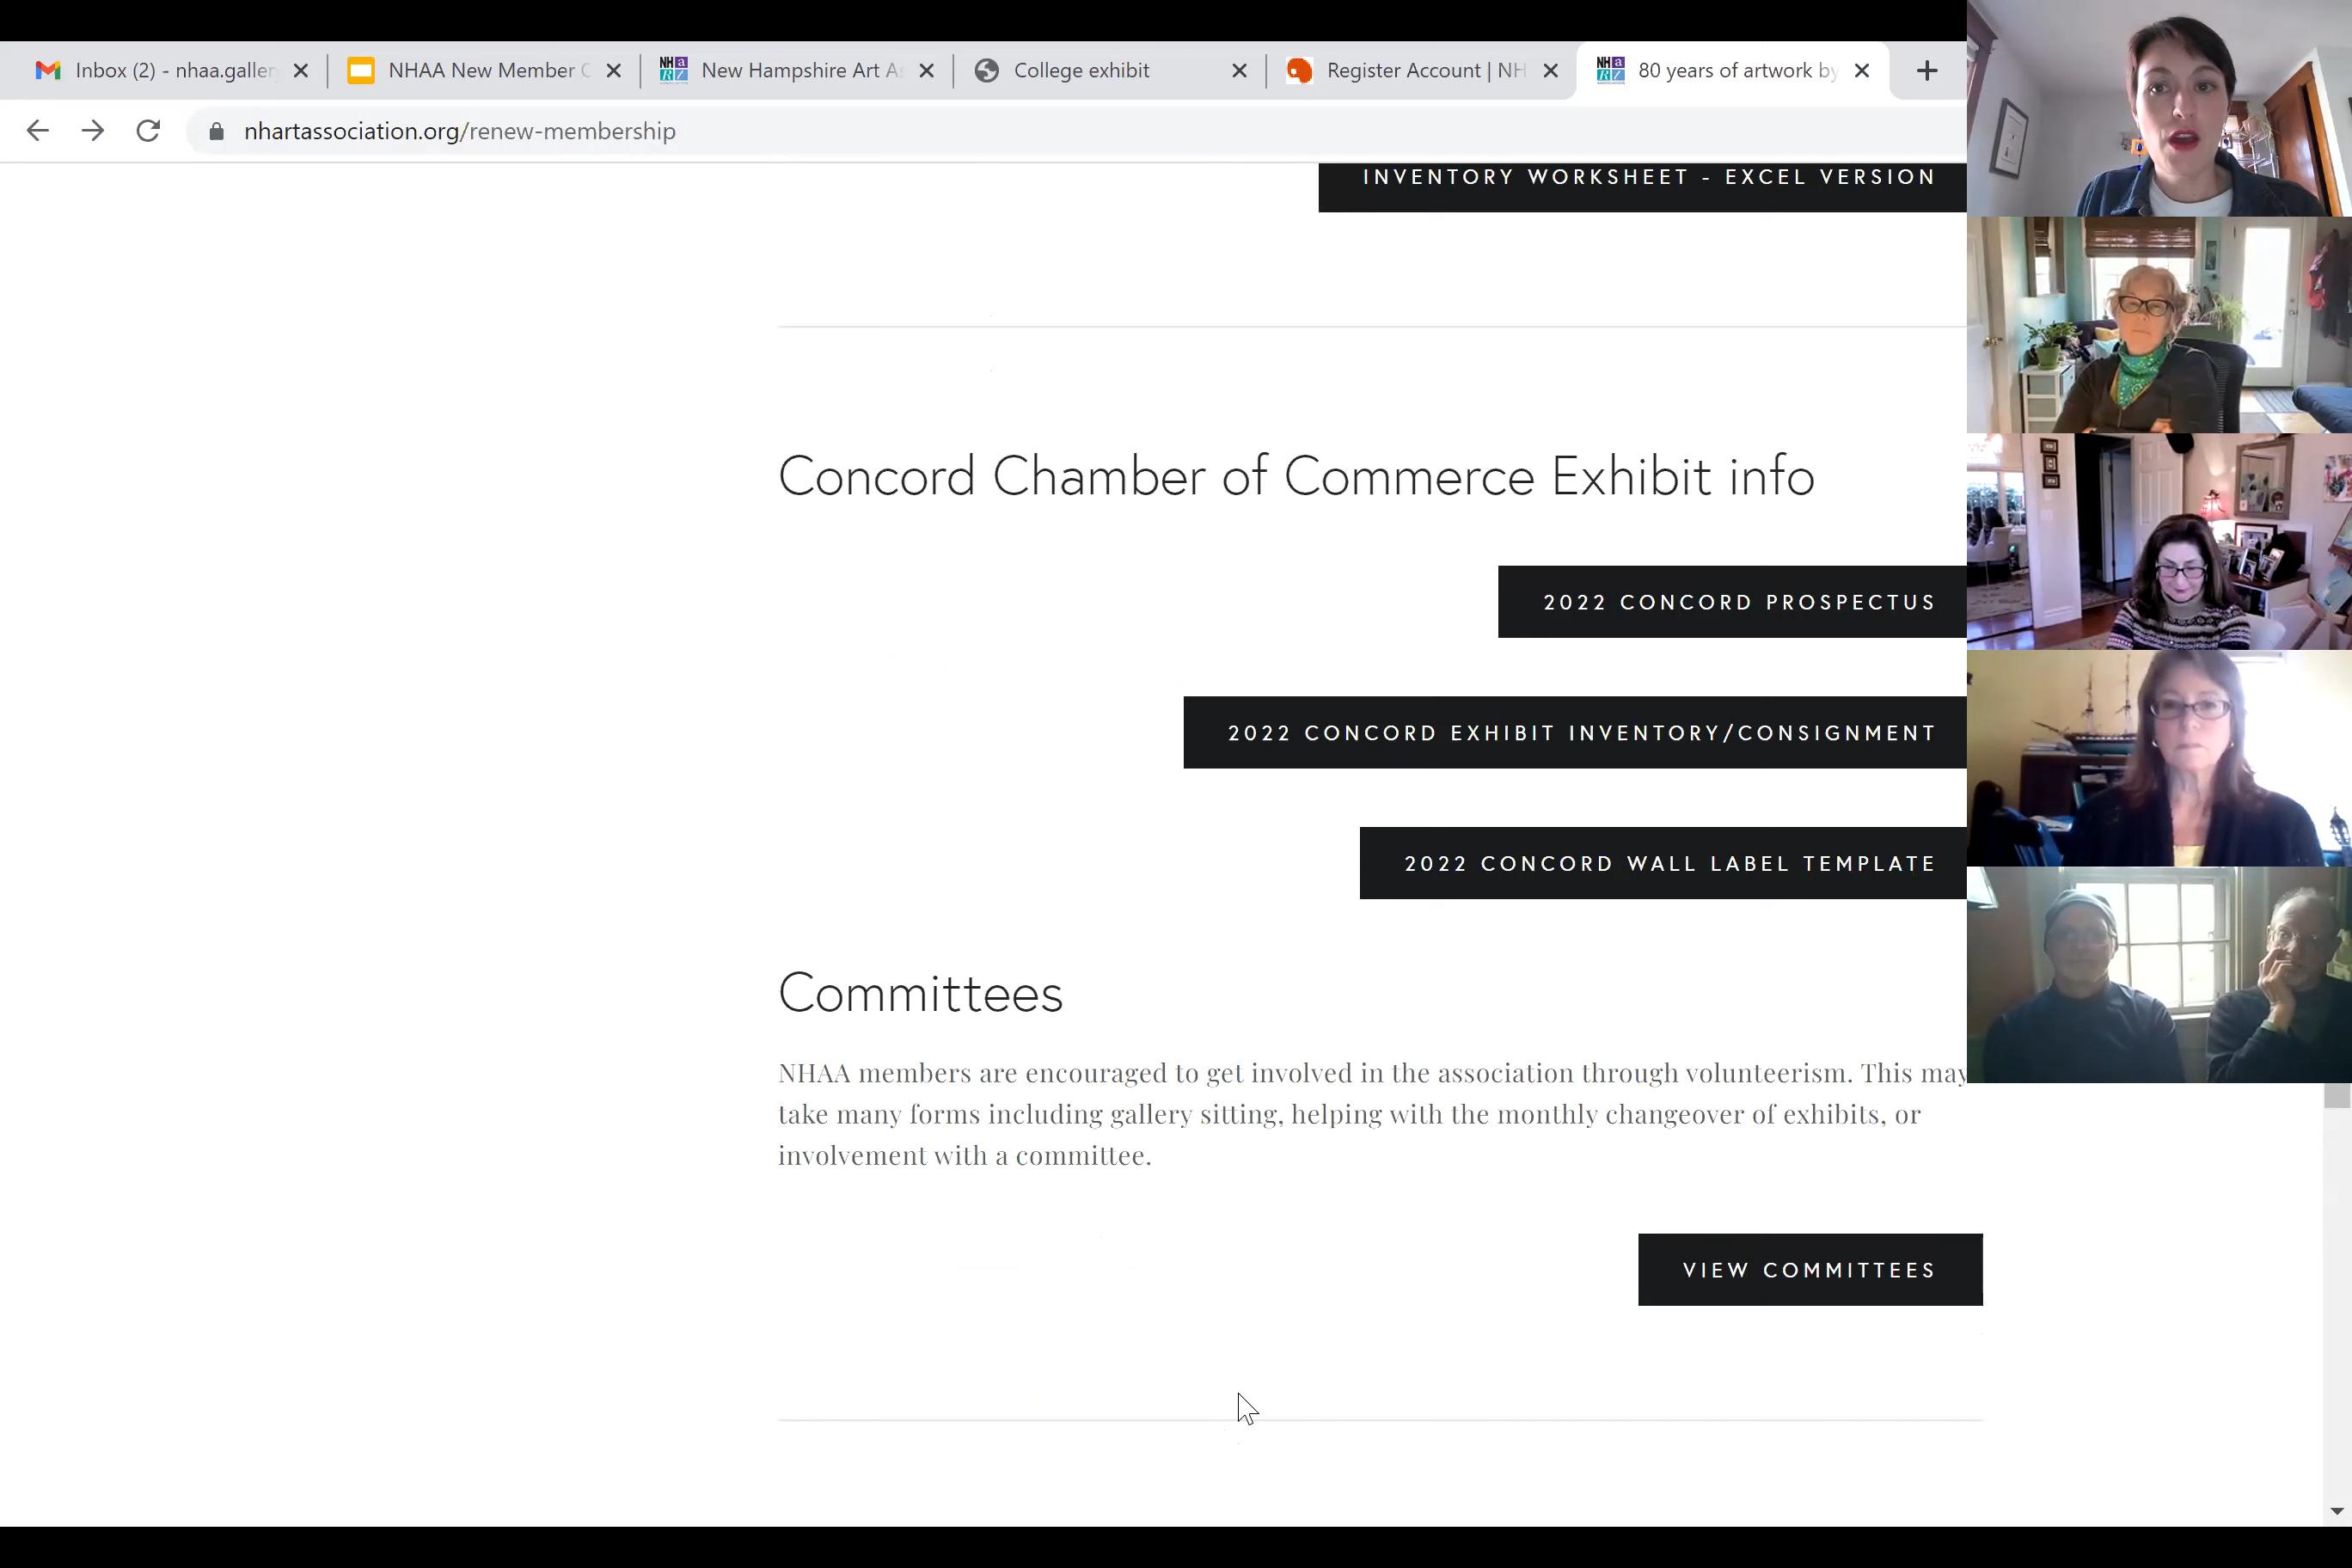 Inbox (2) - nhaa.galler
NHAA New Member C
New Hampshire Art As
College exhibit
Register Account | NH
80 years of artwork by
nhartassociation.org/renew-membership
INVENTORY WORKSHEET - EXCEL VERSION
Concord Chamber of Commerce Exhibit info
2022 CONCORD PROSPECTUS
2022 CONCORD EXHIBIT INVENTORY/CONSIGNMENT
2022 CONCORD WALL LABEL TEMPLATE
Committees
NHAA members are encouraged to get involved in the association through volunteerism. This may
take many forms including gallery sitting, helping with the monthly changeover of exhibits, or
involvement with a committee.
VIEW COMMITTEES